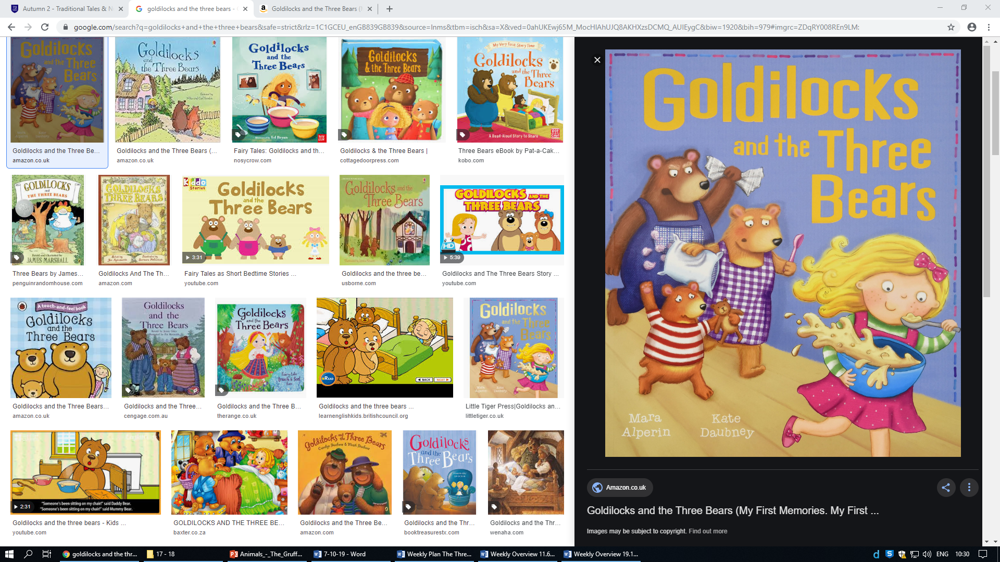 Autumn 2 - Traditional Tales & N
goldilocks and the three bears - G
Goldilocks and the Three Bears (
google.com/search?q=goldilocks+and+the+three+bears&safe=strict&rlz=1C1GCEU_enGB839GB839&source=lnms&tbm=isch&sa=X&ved=0ahUKEwj65M_MocHlAhUJQ8AKHXzsDCMQ_AUIEygC&biw=1920&bih=979#imgrc=ZDqRY008REn9LM:
Goldilocks
and the Three
Bears
Goldilocks
and
the Three Bears
Goldilocks
and the
Three Bears
Illustrated by Ed Bryan
nosy crow
Goldilocks
& the Three Bears
My Very First Story Time
Goldilocks
and the Three
Bears
A Read-Aloud Story to Share
Goldilocks and the Three Be...
amazon.co.uk
Goldilocks and the Three Bears (...
amazon.co.uk
Fairy Tales: Goldilocks and th...
nosycrow.com
Goldilocks & the Three Bears |
cottagedoorpress.com
Three Bears eBook by Pat-a-Cak...
kobo.com
GOLDILOCKS
and
THE THREE BEARS
Retold and illustrated by
JAMES MARSHALL
GOLDILOCKS
THREE BEARS
Kiddo
Stories
Goldilocks
and the
Three Bears
3:31
Goldilocks and the
Three Bears
GOLDILOCKS AND THE
THREE BEARS
HD
5:39
Three Bears by James...
penguinrandomhouse.com
Goldilocks And The Th...
amazon.com
Fairy Tales as Short Bedtime Stories ...
youtube.com
Goldilocks and the three be...
usborne.com
Goldilocks and The Three Bears Story ...
youtube.com
A touch-and-feel book
Goldilocks
and the
Three Bears
Goldilocks
and the
Three Bears
Goldilocks
and the
Three Bears
Fairy tale
touch & feel
fun
READ
BACK
NEXT
Goldilocks
and the Three
Bears
Goldilocks and the Three Bears...
amazon.co.uk
Goldilocks and the Three...
cengage.com.au
Goldilocks and the Three B...
therange.co.uk
Goldilocks and the three bears ...
learnenglishkids.britishcouncil.org
Little Tiger Press|Goldilocks an...
littletiger.co.uk
2:31
"Someone's been sitting on my chair!" said Daddy Bear.
"Someone's been sitting on my chair!" said Mummy Bear.
Goldilocks and the Three Bears
Caralyn Buehner & Mark Buehner
Goldilocks
and the
Three Bears
Goldilocks and the three bears - Kids ...
youtube.com
GOLDILOCKS AND THE THREE BE...
baxter.co.za
Goldilocks and the Three Be...
amazon.com
Goldilocks and the Thr...
booktreasurestx.com
Goldilocks and the Thr...
wenaha.com
Goldilocks
and the Three
Bears
Mara
Alperin
Kate
Daubney
Amazon.co.uk
Goldilocks and the Three Bears (My First Memories. My First ...
Images may be subject to copyright. Find out more
goldilocks and the thr...
17 - 18
Animals_-_The_Gruff...
7-10-19 - Word
Weekly Plan The Thre...
Weekly Overview 11.6...
Weekly Overview 19.1...
ENG
10:30